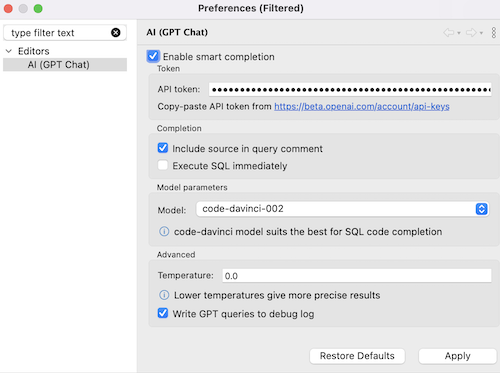 Preferences (Filtered)
type filter text
AI (GPT Chat)
Editors
AI (GPT Chat)
Enable smart completion
Token
API token: ••••••••••••••••••••••••••••••••••••••••••••••
Copy-paste API token from https://beta.openai.com/account/api-keys
Completion
Include source in query comment
Execute SQL immediately
Model parameters
Model: code-davinci-002
code-davinci model suits the best for SQL code completion
Advanced
Temperature: 0.0
Lower temperatures give more precise results
Write GPT queries to debug log
Restore Defaults Apply